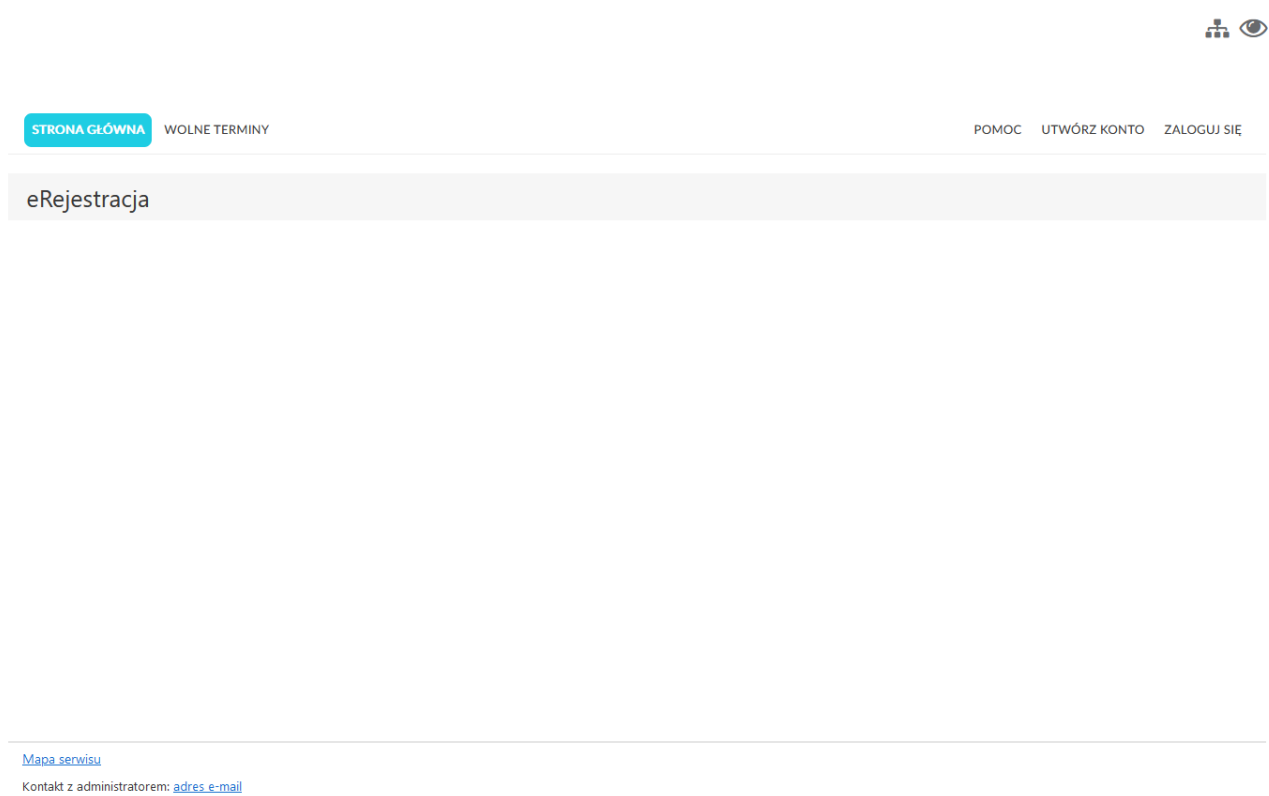 STRONA GŁÓWNA WOLNE TERMINY POMOC UTWÓRZ KONTO ZALOGUJ SIĘ
eRejestracja
Mapa serwisu
Kontakt z administratorem: adres e-mail